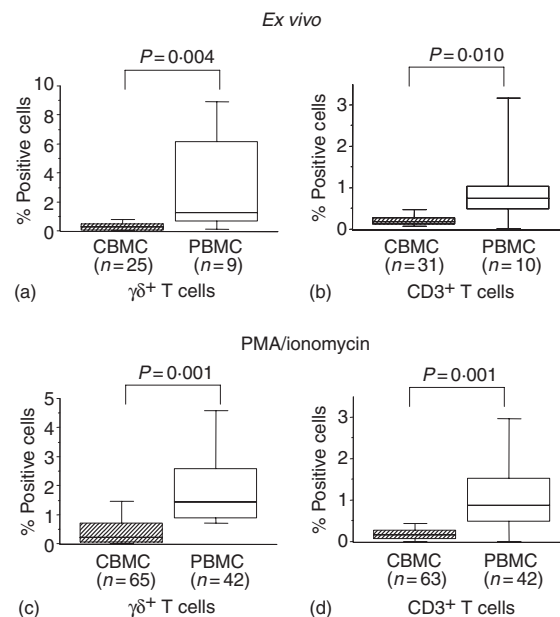 Ex vivo
P = 0·004
P = 0·010
% Positive cells
10
8
6
4
2
0
% Positive cells
3
2
1
0
CBMC
(n = 25)
PBMC
(n = 9)
CBMC
(n = 31)
PBMC
(n = 10)
(a)
γδ+ T cells
(b)
CD3+ T cells
PMA/ionomycin
P = 0·001
P = 0·001
% Positive cells
5
4
3
2
1
0
% Positive cells
3
2
1
0
CBMC
(n = 65)
PBMC
(n = 42)
CBMC
(n = 63)
PBMC
(n = 42)
(c)
γδ+ T cells
(d)
CD3+ T cells